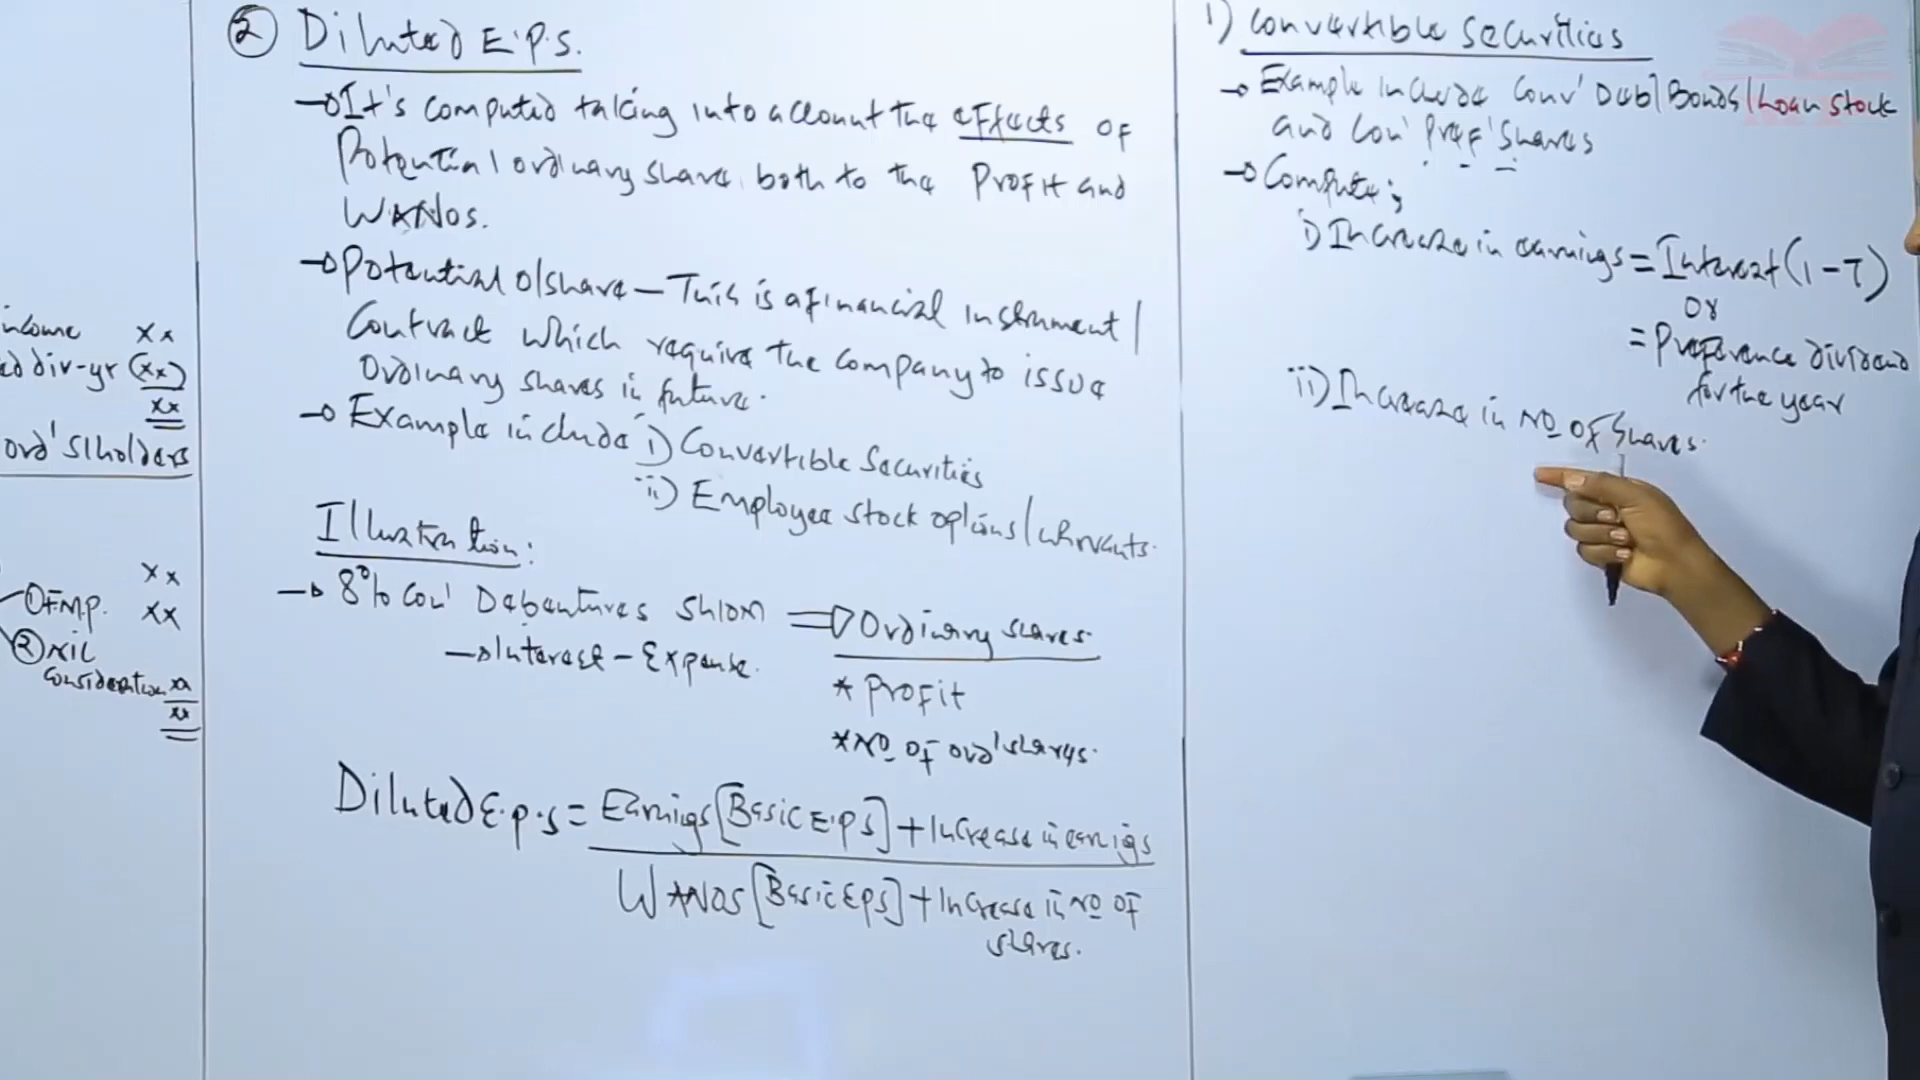 income xx
ed div-yr (xx)
xx
ord' S/holders
xx
OFMP. xx
② NIL
Consideration xx
xx
② Diluted E.P.S.
→ It's computed taking into account the effects of
Potential ordinary share both to the Profit and
WANOS.
→ Potential o/share – This is a financial instrument/
Contract which require the company to issue
Ordinary shares in future.
→ Example include i) Convertible Securities
ii) Employee stock options/warrants.
Illustration:
→ 8% Con' Debentures Sh10M ⇒ Ordinary shares
→ Interest – Expense.
* Profit
* No of ord' shares.
Diluted E.p.s = Earnings [Basic E.P.S] + Increase in earnings
WANOS [Basic EPS] + Increase in No of
shares.
1) Convertible Securities
→ Example Include Conv' Deb/Bonds/Loan stock
and Con' Pref' Shares
→ Compute;
i) Increase in earnings = Interest (1 - T)
or
= Preference dividend
for the year
ii) Increase in No of Shares.